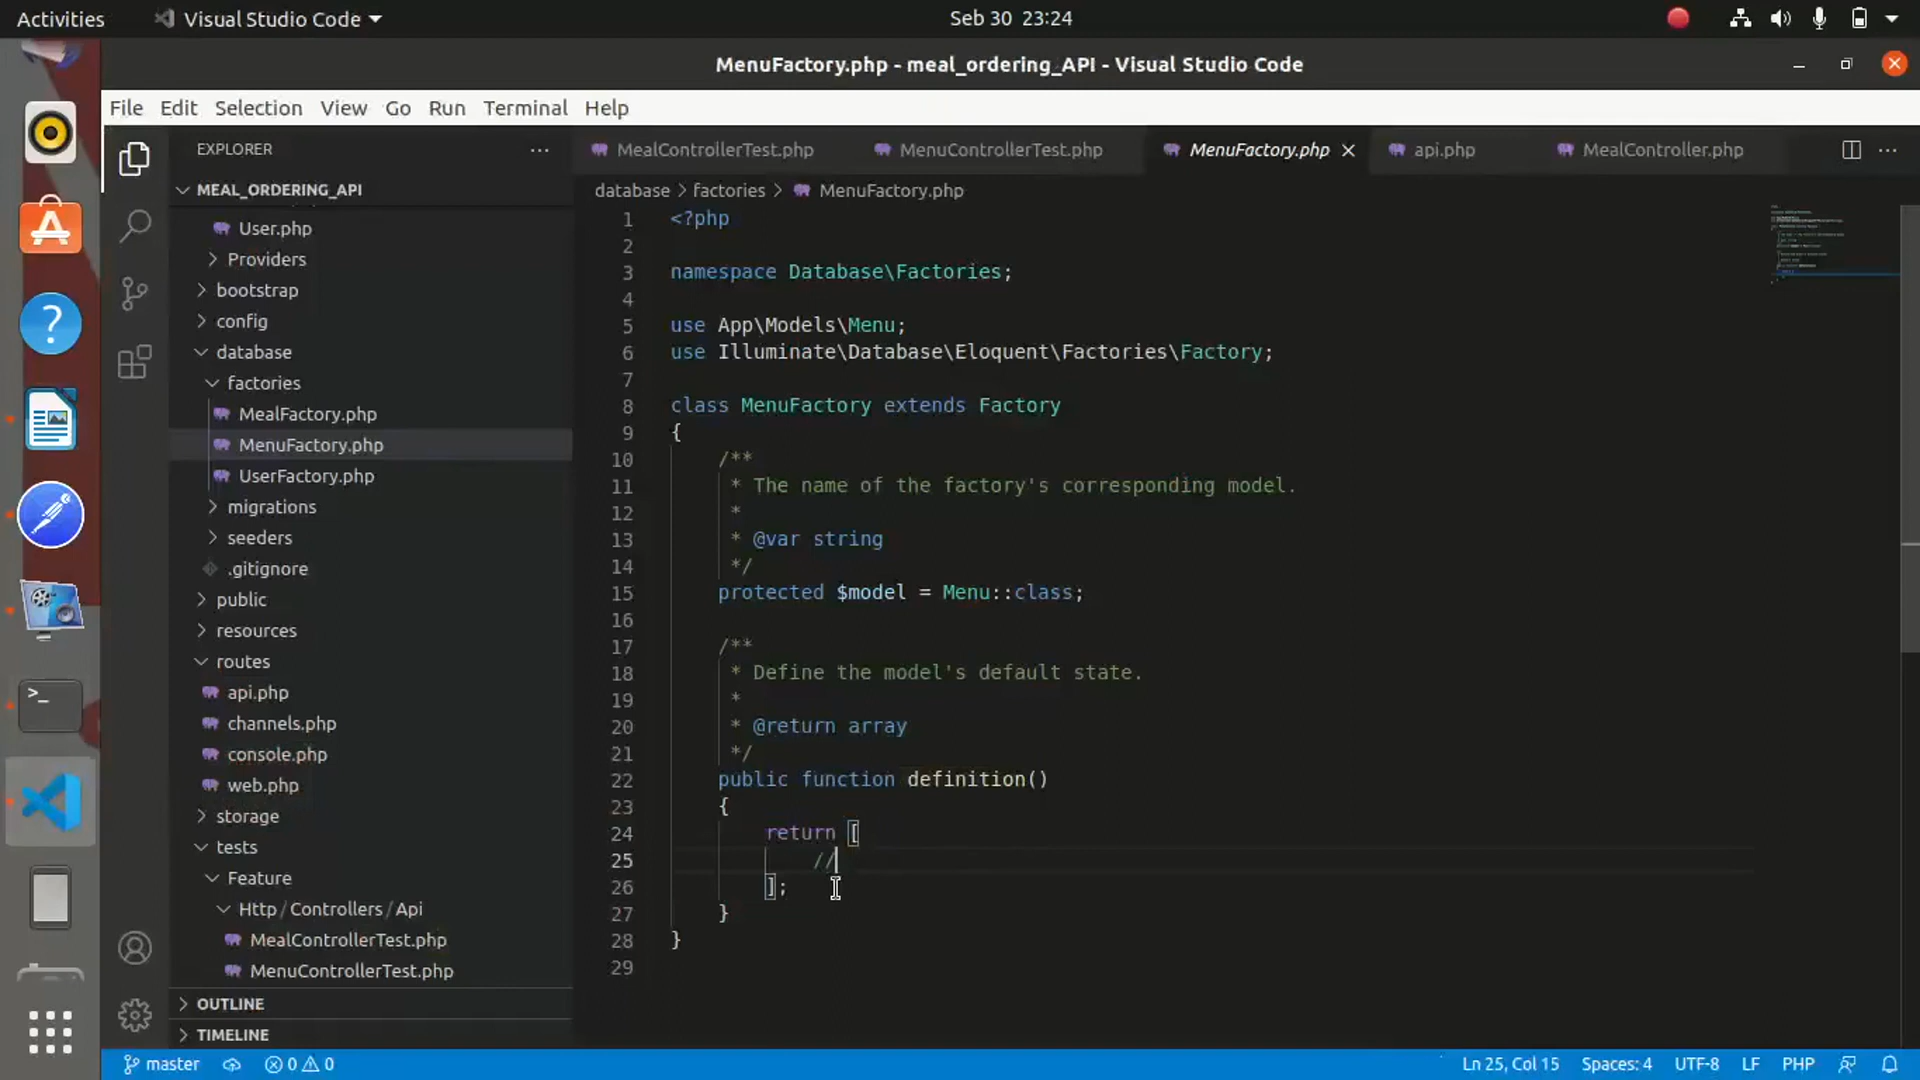 Activities
Visual Studio Code
Seb 30 23:24
MenuFactory.php - meal_ordering_API - Visual Studio Code
File Edit Selection View Go Run Terminal Help
EXPLORER
MEAL_ORDERING_API
User.php
Providers
bootstrap
config
database
factories
MealFactory.php
MenuFactory.php
UserFactory.php
migrations
seeders
.gitignore
public
resources
routes
api.php
channels.php
console.php
web.php
storage
tests
Feature
Http / Controllers / Api
MealControllerTest.php
MenuControllerTest.php
OUTLINE
TIMELINE
MealControllerTest.php MenuControllerTest.php MenuFactory.php api.php MealController.php
database > factories > MenuFactory.php
1 <?php
2
3 namespace Database\Factories;
4
5 use App\Models\Menu;
6 use Illuminate\Database\Eloquent\Factories\Factory;
7
8 class MenuFactory extends Factory
9 {
10 /**
11 * The name of the factory's corresponding model.
12 *
13 * @var string
14 */
15 protected $model = Menu::class;
16
17 /**
18 * Define the model's default state.
19 *
20 * @return array
21 */
22 public function definition()
23 {
24 return [
25 //
26 ];
27 }
28 }
29
master
0 0
Ln 25, Col 15 Spaces: 4 UTF-8 LF PHP